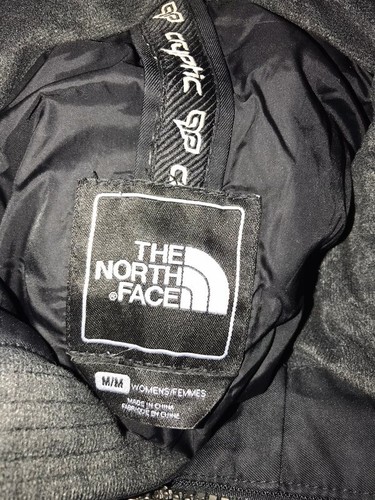 cryptic
THE
NORTH
FACE
®
M/M WOMENS/FEMMES
MADE IN CHINA
FABRIQUÉ EN CHINE